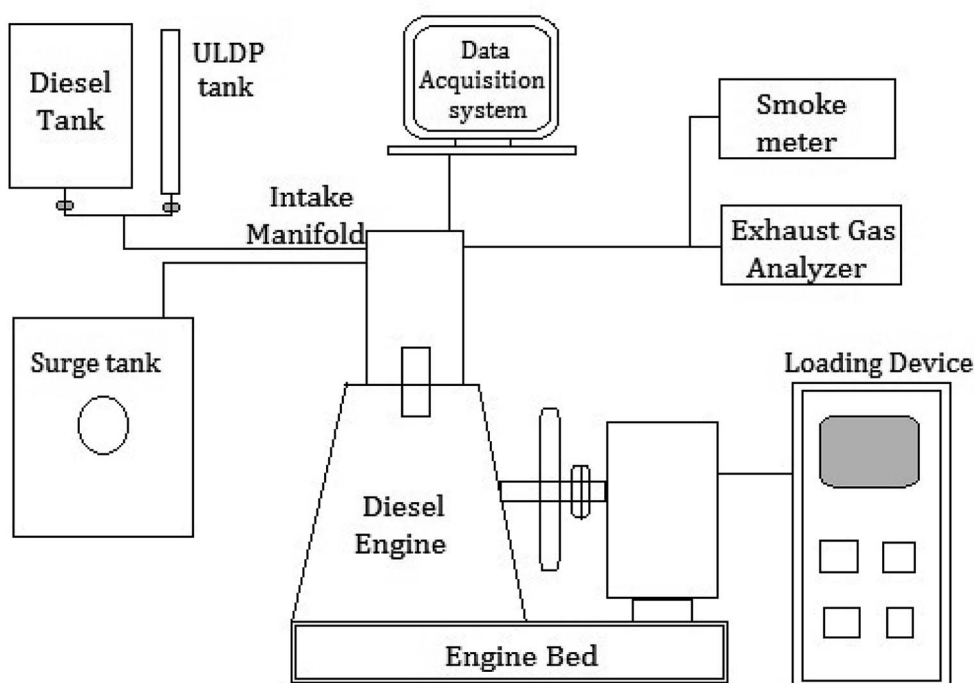 Diesel
Tank
ULDP
tank
Data
Acquisition
system
Smoke
meter
Intake
Manifold
Exhaust Gas
Analyzer
Surge tank
Loading Device
Diesel
Engine
Engine Bed